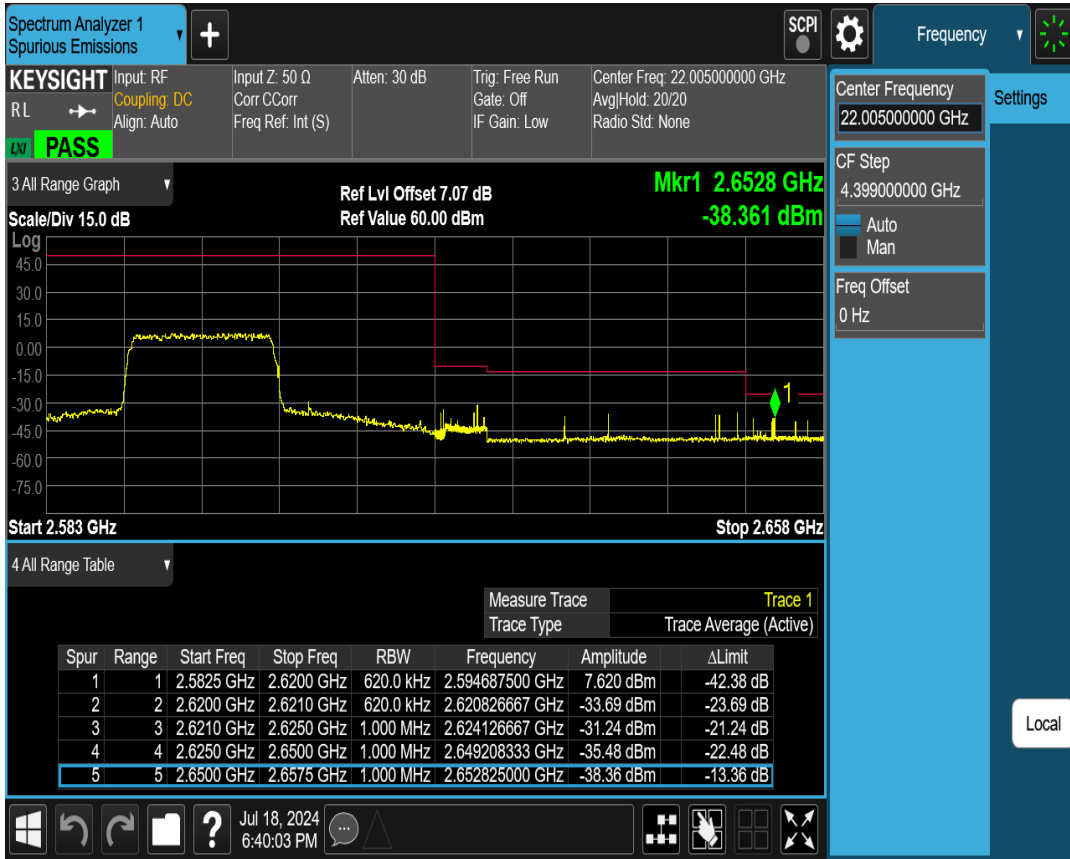 Spectrum Analyzer 1
Spurious Emissions
+
SCPI
Frequency
KEYSIGHT
RL
LXI
PASS
Input: RF
Coupling: DC
Align: Auto
Input Z: 50 Ω
Corr CCorr
Freq Ref: Int (S)
Atten: 30 dB
Trig: Free Run
Gate: Off
IF Gain: Low
Center Freq: 22.005000000 GHz
Avg|Hold: 20/20
Radio Std: None
Center Frequency
22.005000000 GHz
Settings
CF Step
4.399000000 GHz
Auto
Man
Freq Offset
0 Hz
Local
3 All Range Graph
Scale/Div 15.0 dB
Ref Lvl Offset 7.07 dB
Ref Value 60.00 dBm
Mkr1 2.6528 GHz
-38.361 dBm
Log
45.0
30.0
15.0
0.00
-15.0
-30.0
-45.0
-60.0
-75.0
1
Start 2.583 GHz
Stop 2.658 GHz
4 All Range Table
Measure Trace Trace 1
Trace Type Trace Average (Active)
Spur Range Start Freq Stop Freq RBW Frequency Amplitude ΔLimit
1 1 2.5825 GHz 2.6200 GHz 620.0 kHz 2.594687500 GHz 7.620 dBm -42.38 dB
2 2 2.6200 GHz 2.6210 GHz 620.0 kHz 2.620826667 GHz -33.69 dBm -23.69 dB
3 3 2.6210 GHz 2.6250 GHz 1.000 MHz 2.624126667 GHz -31.24 dBm -21.24 dB
4 4 2.6250 GHz 2.6500 GHz 1.000 MHz 2.649208333 GHz -35.48 dBm -22.48 dB
5 5 2.6500 GHz 2.6575 GHz 1.000 MHz 2.652825000 GHz -38.36 dBm -13.36 dB
?
Jul 18, 2024
6:40:03 PM